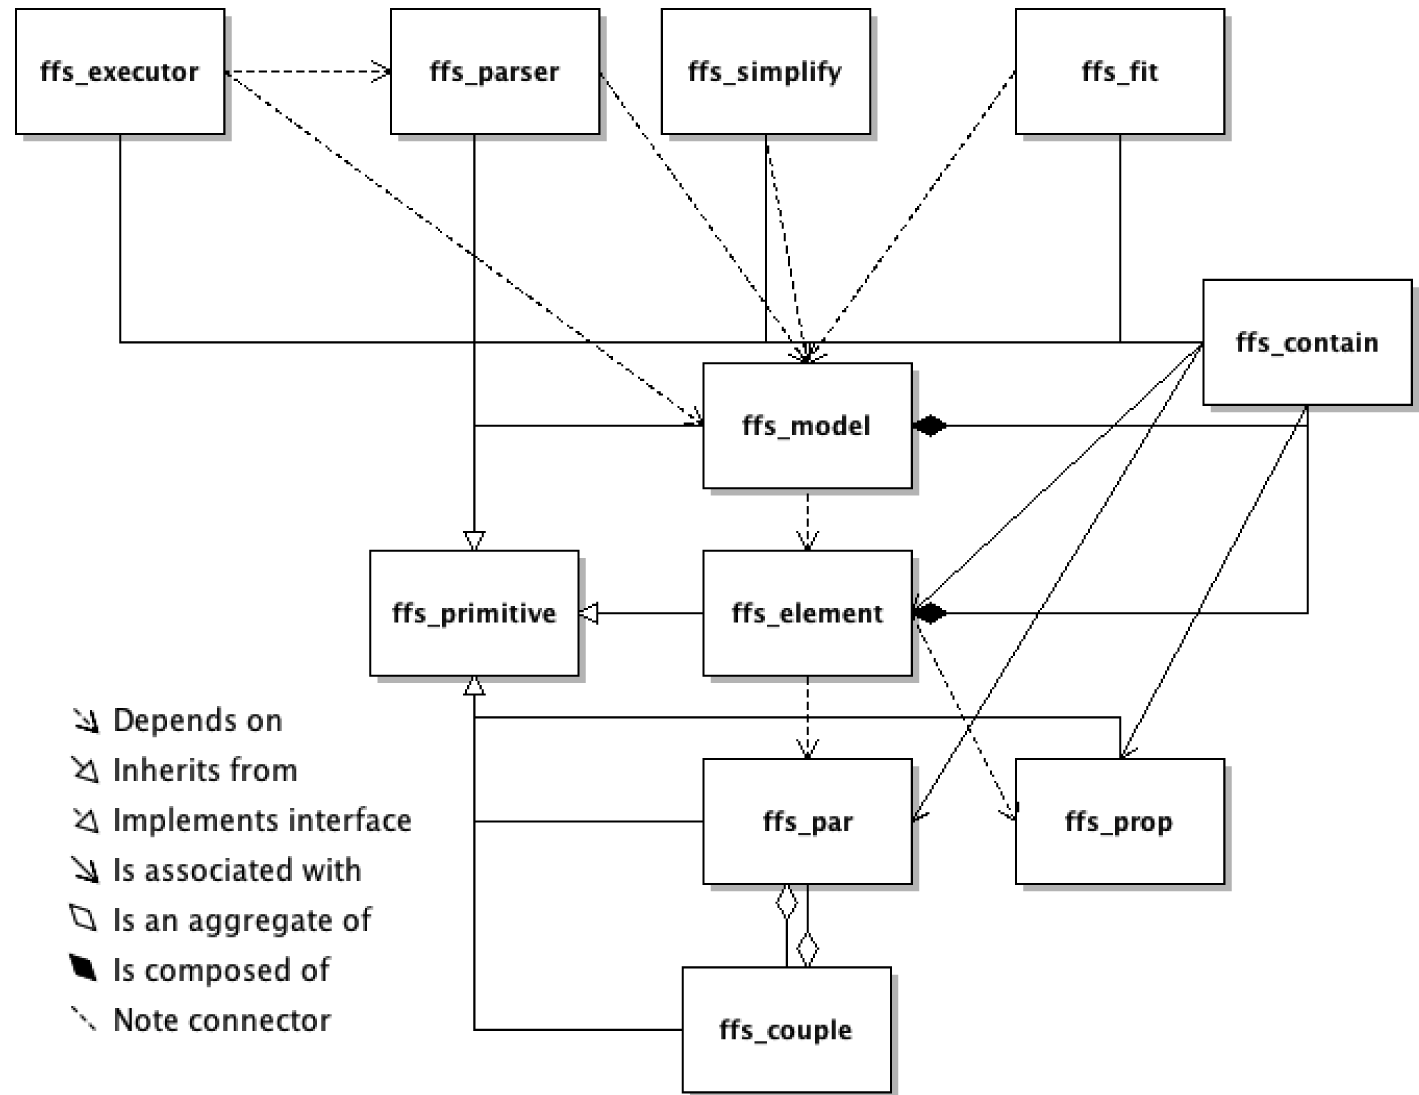 ffs_executor
ffs_parser
ffs_simplify
ffs_fit
ffs_contain
ffs_model
ffs_primitive
ffs_element
Depends on
Inherits from
Implements interface
Is associated with
Is an aggregate of
Is composed of
Note connector
ffs_par
ffs_prop
ffs_couple